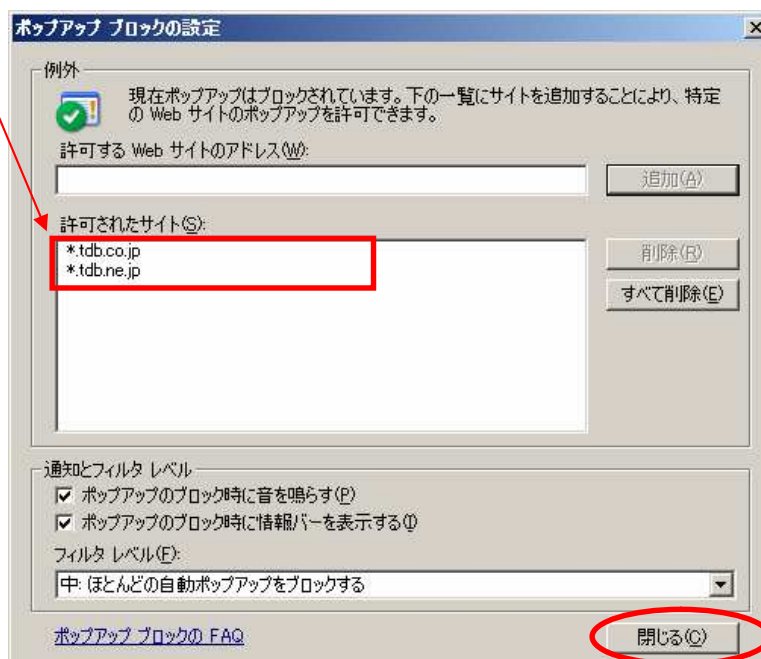 ポップアップ ブロックの設定
例外
現在ポップアップはブロックされています。下の一覧にサイトを追加することにより、特定
の Web サイトのポップアップを許可できます。
許可する Web サイトのアドレス(W):
追加(A)
許可されたサイト(S):
*.tdb.co.jp
*.tdb.ne.jp
削除(R)
すべて削除(E)
通知とフィルタ レベル
ポップアップのブロック時に音を鳴らす(P)
ポップアップのブロック時に情報バーを表示する(I)
フィルタ レベル(F):
中: ほとんどの自動ポップアップをブロックする
ポップアップ ブロックの FAQ
閉じる(C)